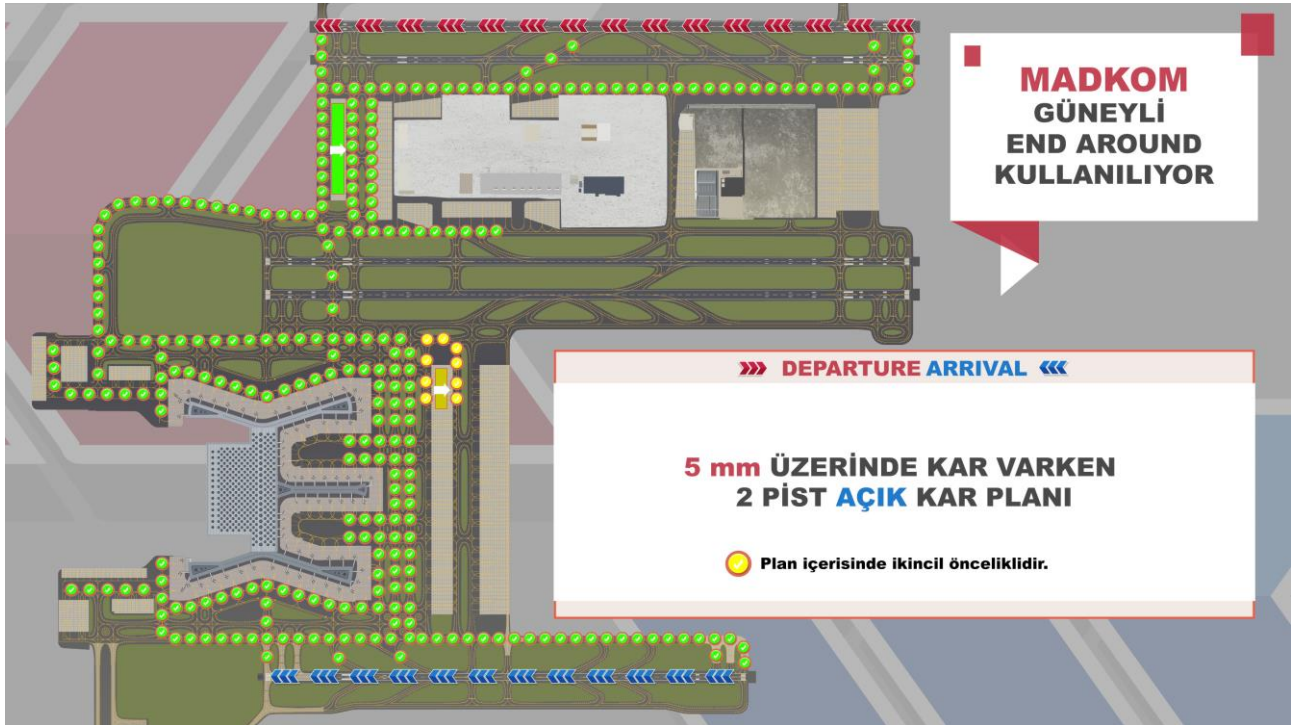 MADKOM
GÜNEYLİ
END AROUND
KULLANILIYOR
DEPARTURE ARRIVAL
5 mm ÜZERİNDE KAR VARKEN
2 PİST AÇIK KAR PLANI
Plan içerisinde ikincil önceliklidir.